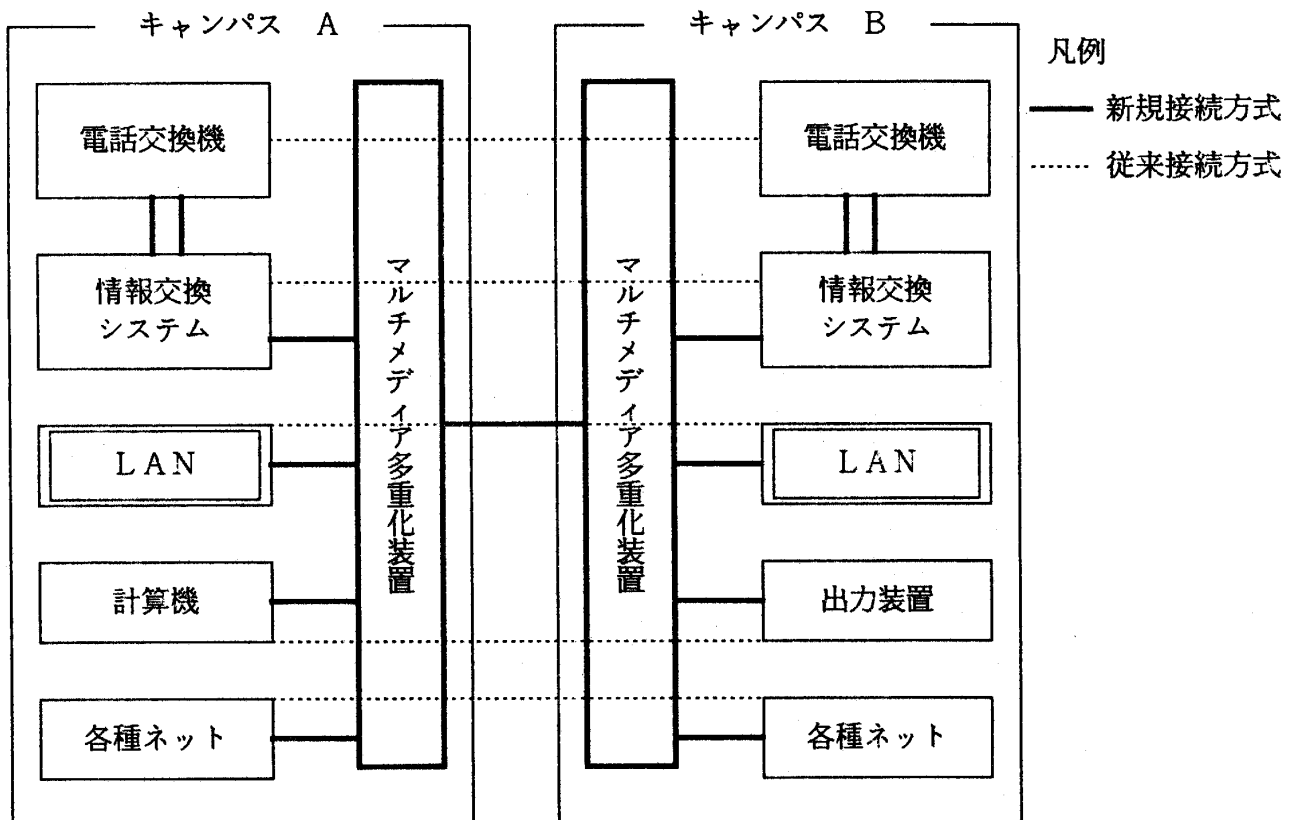 キャンパス A
電話交換機
情報交換
システム
LAN
計算機
各種ネット
マルチメディア多重化装置
キャンパス B
マルチメディア多重化装置
電話交換機
情報交換
システム
LAN
出力装置
各種ネット
凡例
新規接続方式
従来接続方式